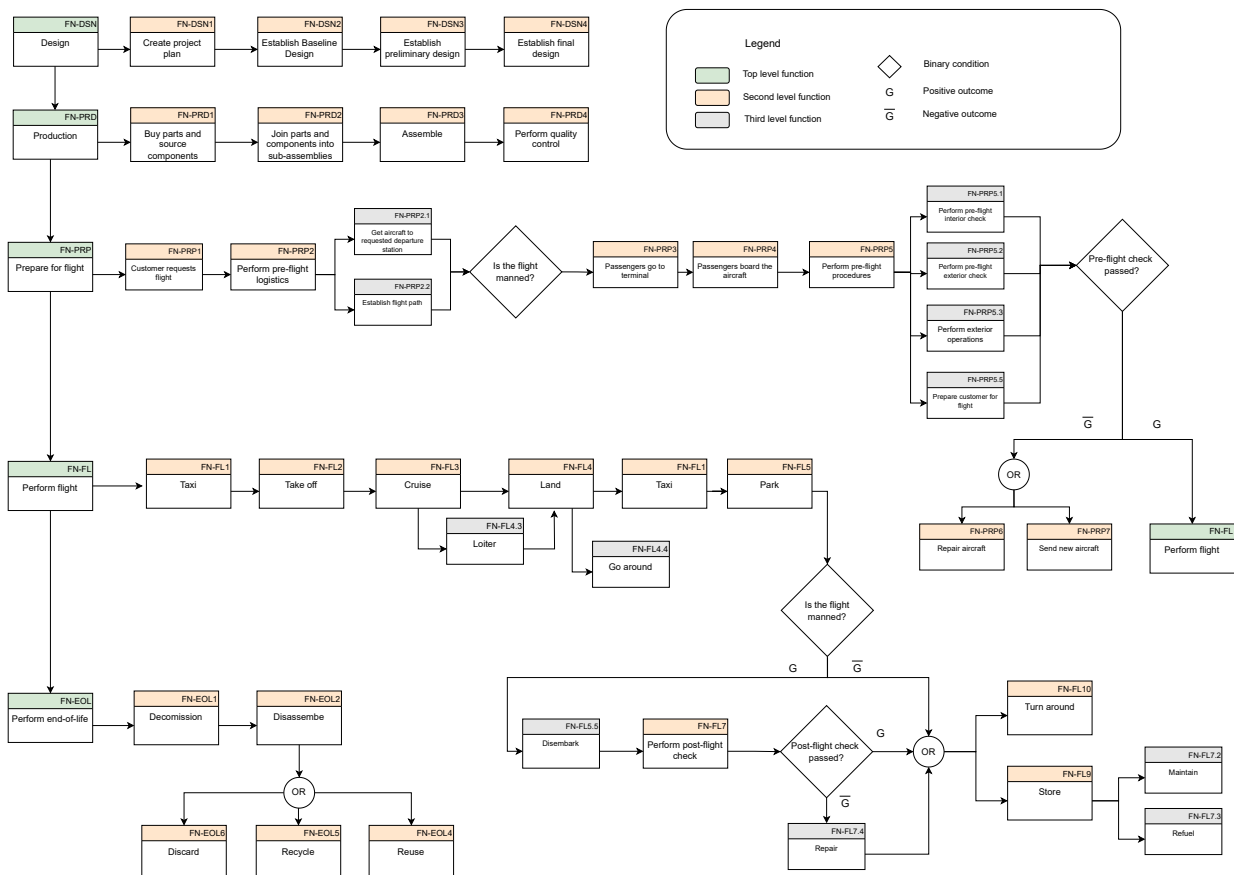 FN-DSN
Design
FN-DSN1
Create project
plan
FN-DSN2
Establish Baseline
Design
FN-DSN3
Establish
preliminary design
FN-DSN4
Establish final
design
Legend
Top level function
Second level function
Third level function
Binary condition
G
Positive outcome
G
Negative outcome
FN-PRD
Production
FN-PRD1
Buy parts and
source
components
FN-PRD2
Join parts and
components into
sub-assemblies
FN-PRD3
Assemble
FN-PRD4
Perform quality
control
FN-PRP
Prepare for flight
FN-PRP1
Customer requests
flight
FN-PRP2
Perform pre-flight
logistics
FN-PRP2.1
Get aircraft to
requested departure
station
FN-PRP2.2
Establish flight path
Is the flight
manned?
FN-PRP3
Passengers go to
terminal
FN-PRP4
Passengers board the
aircraft
FN-PRP5
Perform pre-flight
procedures
FN-PRP5.1
Perform pre-flight
interior check
FN-PRP5.2
Perform pre-flight
exterior check
FN-PRP5.3
Perform exterior
operations
FN-PRP5.5
Prepare customer for
flight
Pre-flight check
passed?
G
G
OR
FN-PRP6
Repair aircraft
FN-PRP7
Send new aircraft
FN-FL
Perform flight
FN-FL
Perform flight
FN-FL1
Taxi
FN-FL2
Take off
FN-FL3
Cruise
FN-FL4
Land
FN-FL1
Taxi
FN-FL5
Park
FN-FL4.3
Loiter
FN-FL4.4
Go around
Is the flight
manned?
G
G
FN-EOL
Perform end-of-life
FN-EOL1
Decomission
FN-EOL2
Disassembe
OR
FN-EOL6
Discard
FN-EOL5
Recycle
FN-EOL4
Reuse
FN-FL5.5
Disembark
FN-FL7
Perform post-flight
check
Post-flight check
passed?
G
G
FN-FL7.4
Repair
OR
FN-FL10
Turn around
FN-FL9
Store
FN-FL7.2
Maintain
FN-FL7.3
Refuel